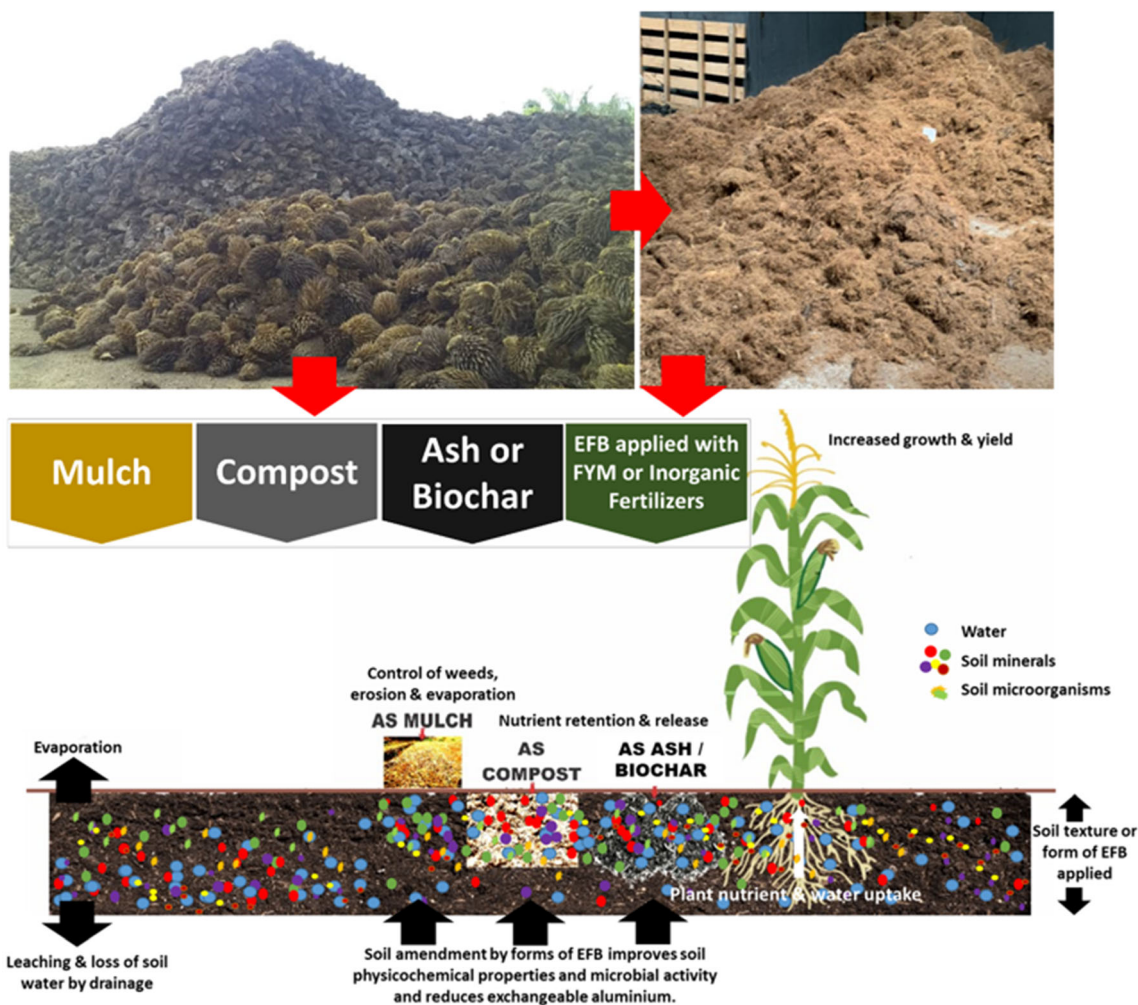 Mulch
Compost
Ash or
Biochar
EFB applied with
FYM or Inorganic
Fertilizers
Increased growth & yield
Water
Soil minerals
Soil microorganisms
Control of weeds,
erosion & evaporation
AS MULCH
Nutrient retention & release
AS
COMPOST
AS ASH /
BIOCHAR
Evaporation
Soil texture or
form of EFB
applied
Plant nutrient & water uptake
Leaching & loss of soil
water by drainage
Soil amendment by forms of EFB improves soil
physicochemical properties and microbial activity
and reduces exchangeable aluminium.